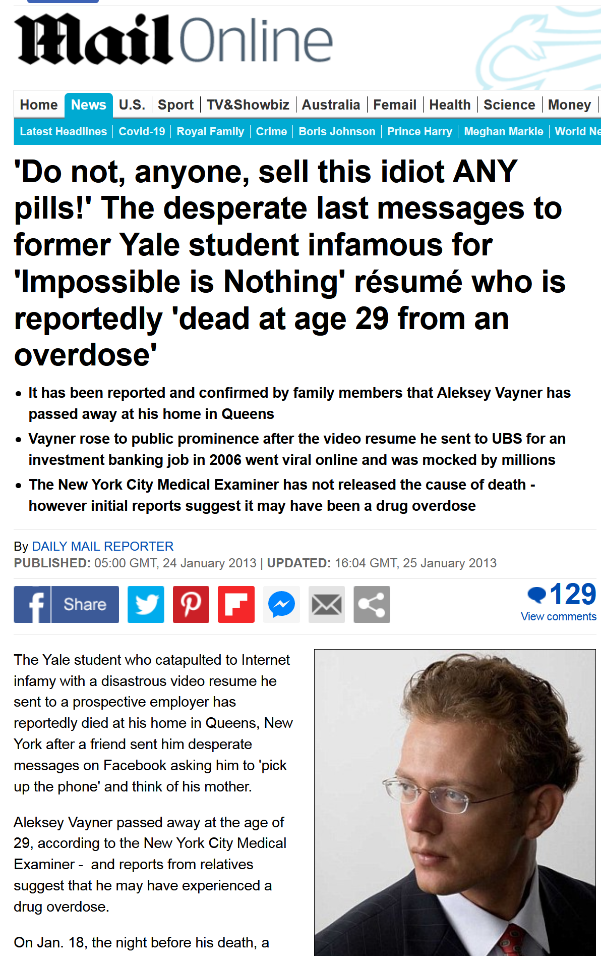 Mail Online
Home News U.S. Sport TV&Showbiz Australia Femail Health Science Money
Latest Headlines Covid-19 Royal Family Crime Boris Johnson Prince Harry Meghan Markle World Ne
'Do not, anyone, sell this idiot ANY
pills!' The desperate last messages to
former Yale student infamous for
'Impossible is Nothing' résumé who is
reportedly 'dead at age 29 from an
overdose'
• It has been reported and confirmed by family members that Aleksey Vayner has
passed away at his home in Queens
• Vayner rose to public prominence after the video resume he sent to UBS for an
investment banking job in 2006 went viral online and was mocked by millions
• The New York City Medical Examiner has not released the cause of death -
however initial reports suggest it may have been a drug overdose
By DAILY MAIL REPORTER
PUBLISHED: 05:00 GMT, 24 January 2013 | UPDATED: 16:04 GMT, 25 January 2013
Share
129
View comments
The Yale student who catapulted to Internet
infamy with a disastrous video resume he
sent to a prospective employer has
reportedly died at his home in Queens, New
York after a friend sent him desperate
messages on Facebook asking him to 'pick
up the phone' and think of his mother.
Aleksey Vayner passed away at the age of
29, according to the New York City Medical
Examiner - and reports from relatives
suggest that he may have experienced a
drug overdose.
On Jan. 18, the night before his death, a